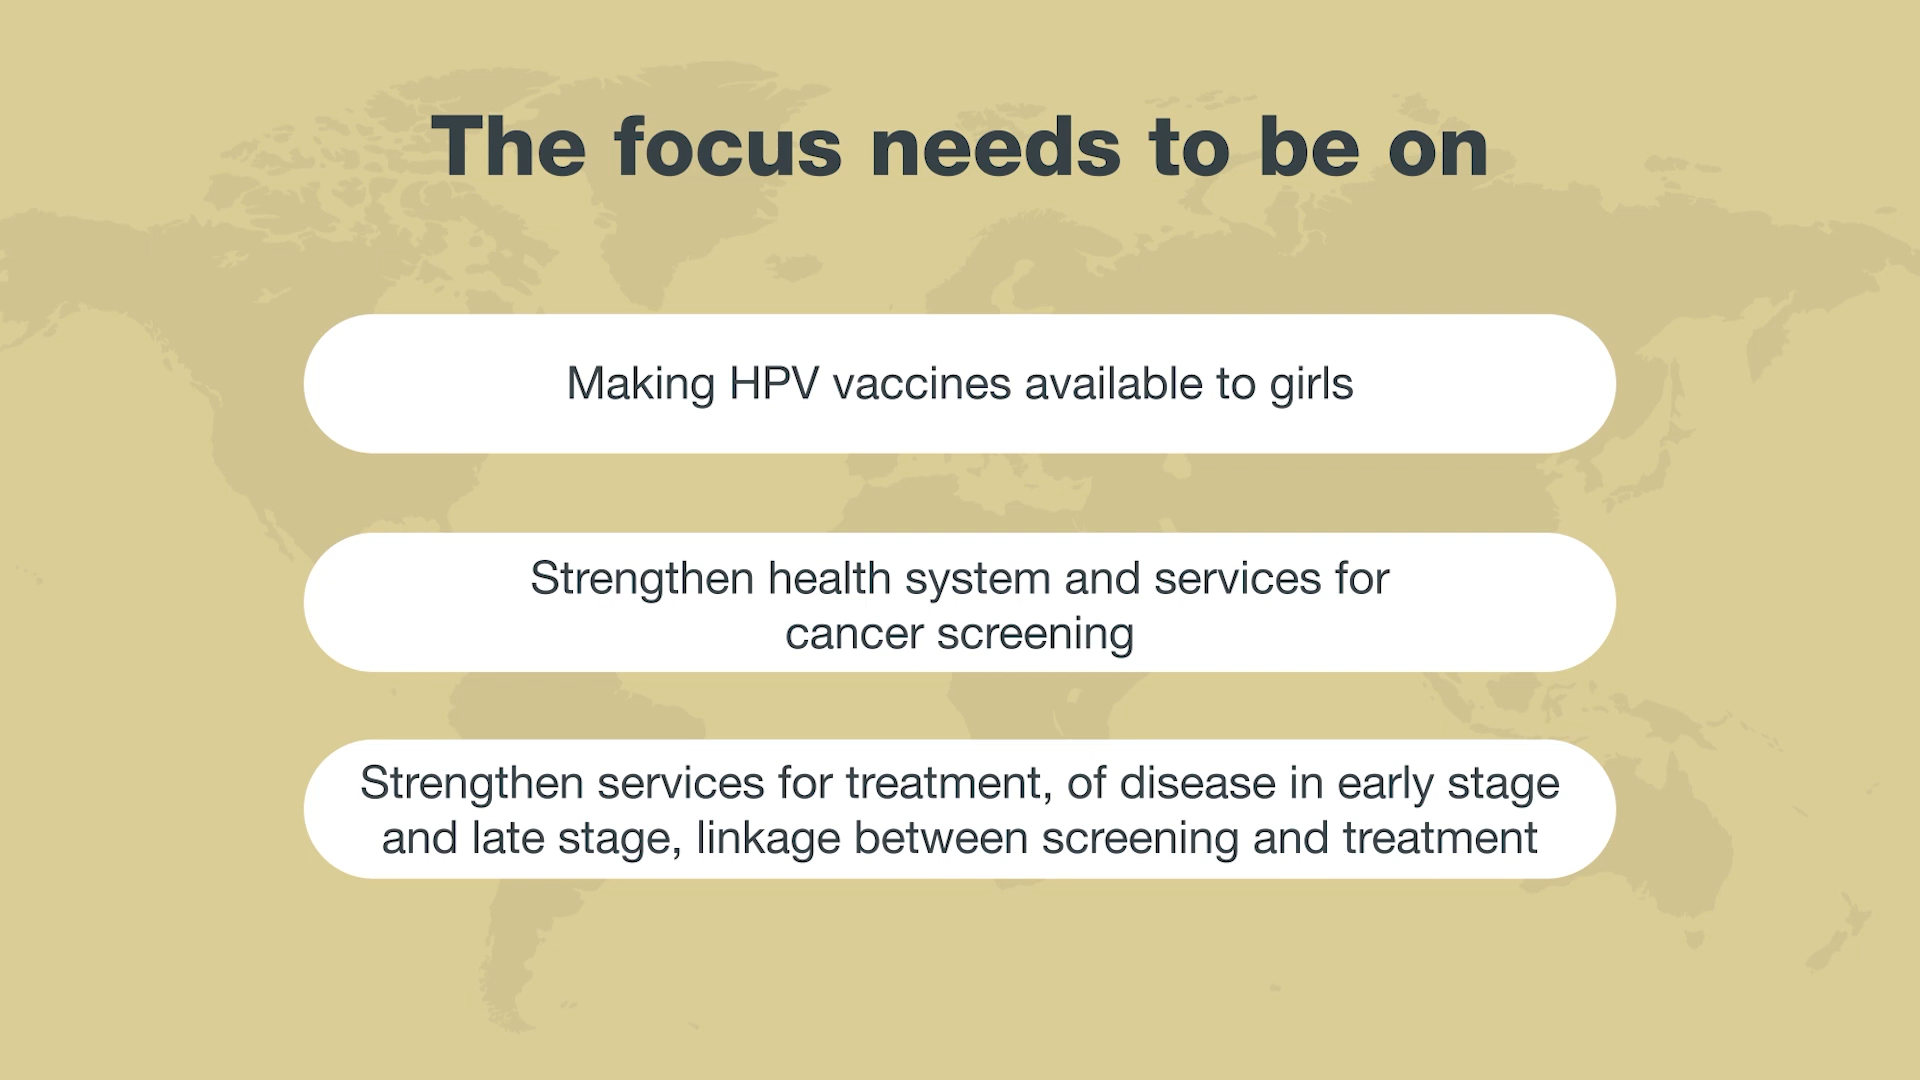 The focus needs to be on
Making HPV vaccines available to girls
Strengthen health system and services for
cancer screening
Strengthen services for treatment, of disease in early stage
and late stage, linkage between screening and treatment